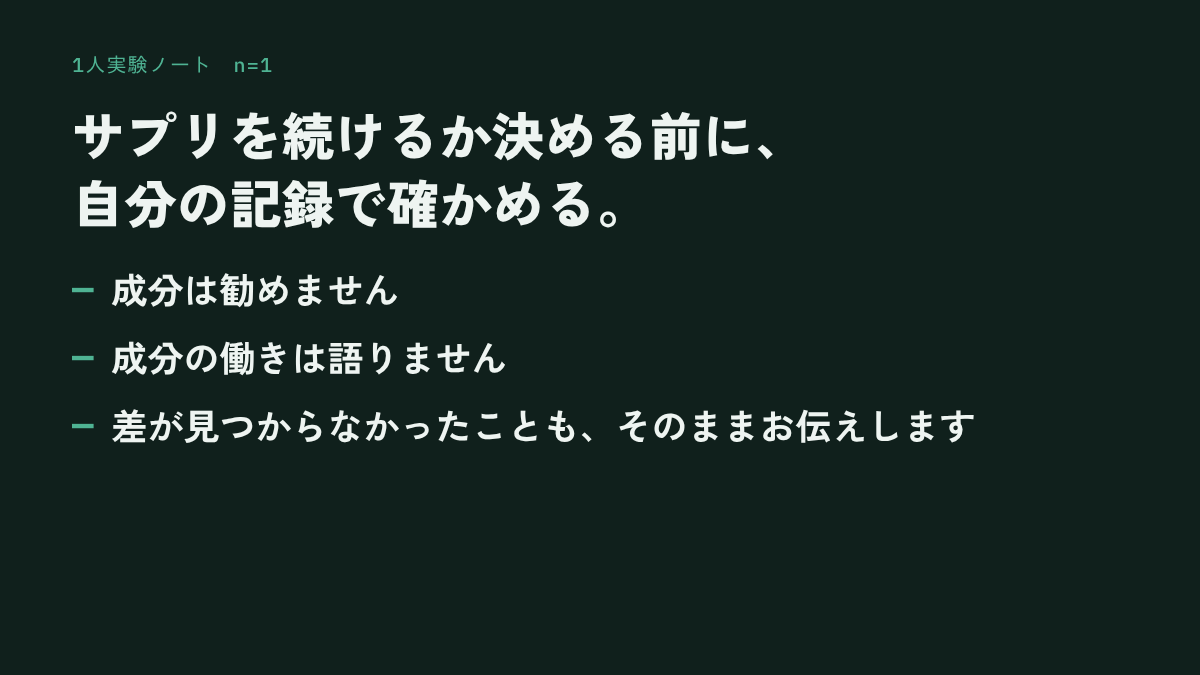 1人実験ノート　n=1
サプリを続けるか決める前に、
自分の記録で確かめる。
ー 成分は勧めません
ー 成分の働きは語りません
ー 差が見つからなかったことも、そのままお伝えします